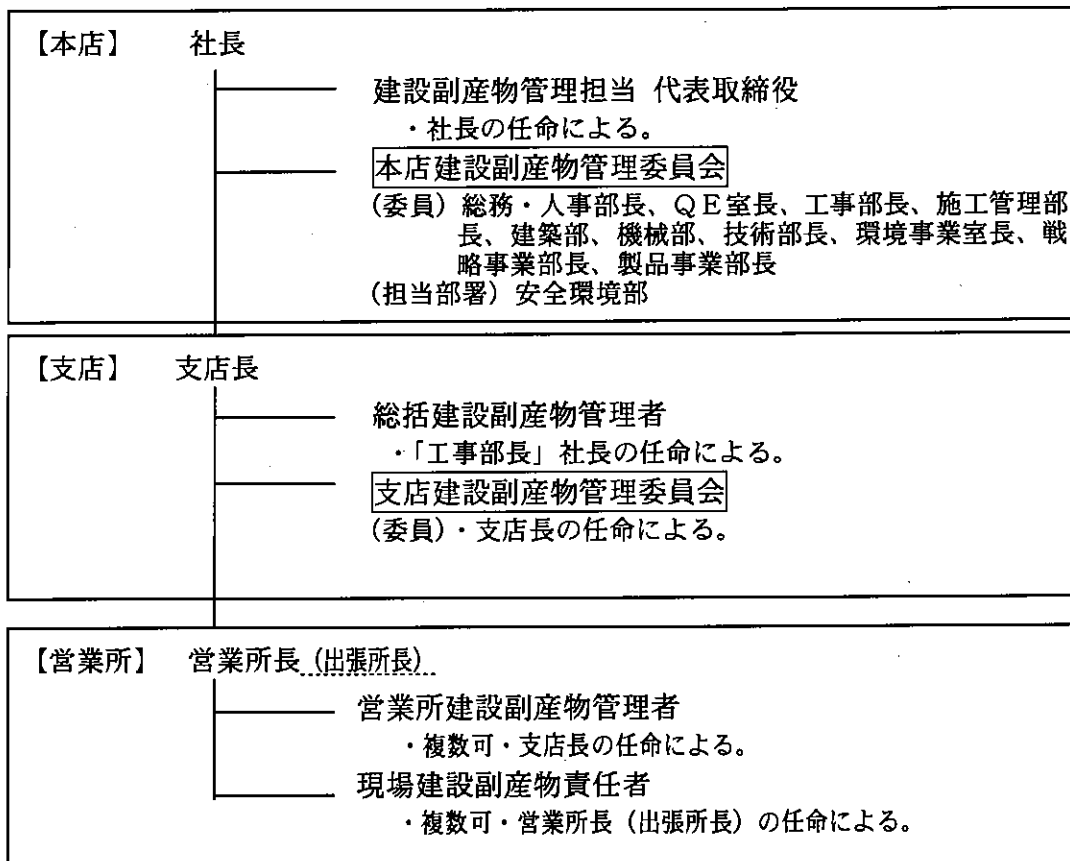 【本店】 社長
建設副産物管理担当 代表取締役
・社長の任命による。
本店建設副産物管理委員会
(委員) 総務・人事部長、QE室長、工事部長、施工管理部
長、建築部、機械部、技術部長、環境事業室長、戦
略事業部長、製品事業部長
(担当部署) 安全環境部
【支店】 支店長
総括建設副産物管理者
・「工事部長」社長の任命による。
支店建設副産物管理委員会
(委員)・支店長の任命による。
【営業所】 営業所長(出張所長)
営業所建設副産物管理者
・複数可・支店長の任命による。
現場建設副産物責任者
・複数可・営業所長(出張所長)の任命による。